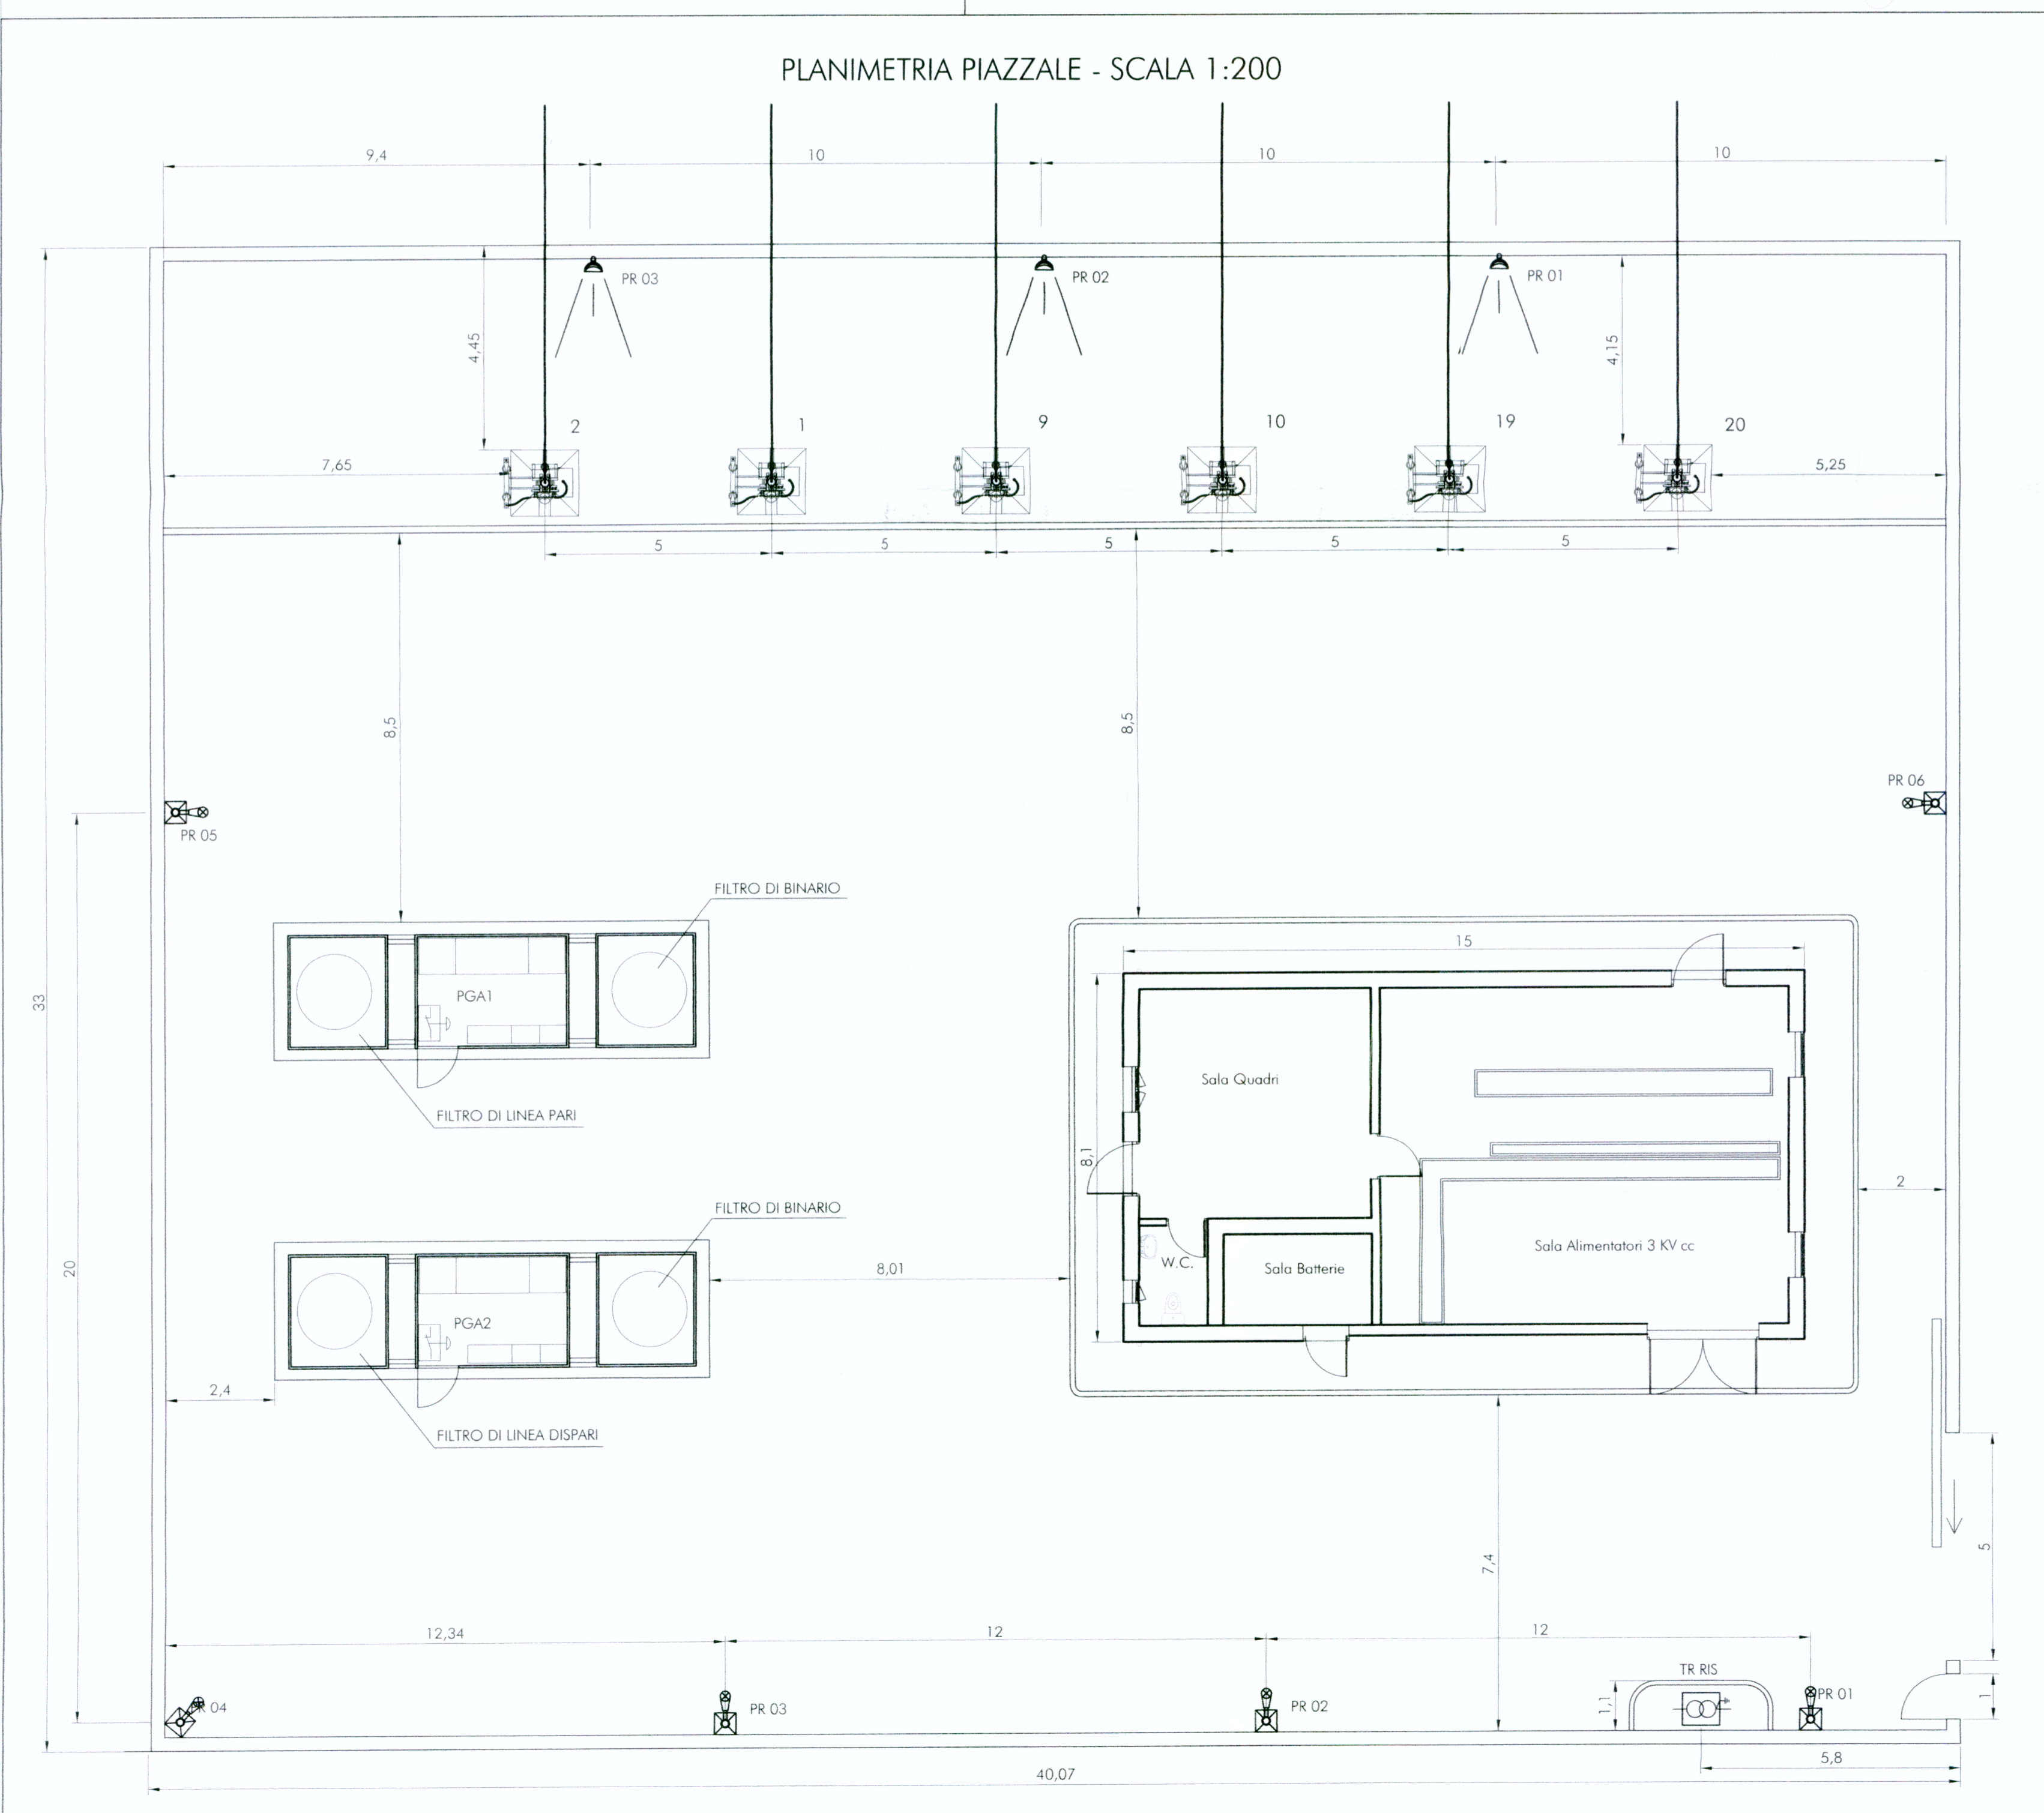 PLANIMETRIA PIAZZALE - SCALA 1:200
9,4
10
10
10
PR 03
PR 02
PR 01
4,45
4,15
2
1
9
10
19
20
7,65
5,25
5
5
5
5
5
8,5
8,5
PR 05
PR 06
FILTRO DI BINARIO
15
PGA1
33
Sala Quadri
FILTRO DI LINEA PARI
8,1
2
FILTRO DI BINARIO
Sala Alimentatori 3 KV cc
W.C.
Sala Batterie
20
8,01
PGA2
2,4
FILTRO DI LINEA DISPARI
5
7,4
12,34
12
12
TR RIS
PR 04
PR 03
PR 02
1,1
PR 01
1
5,8
40,07